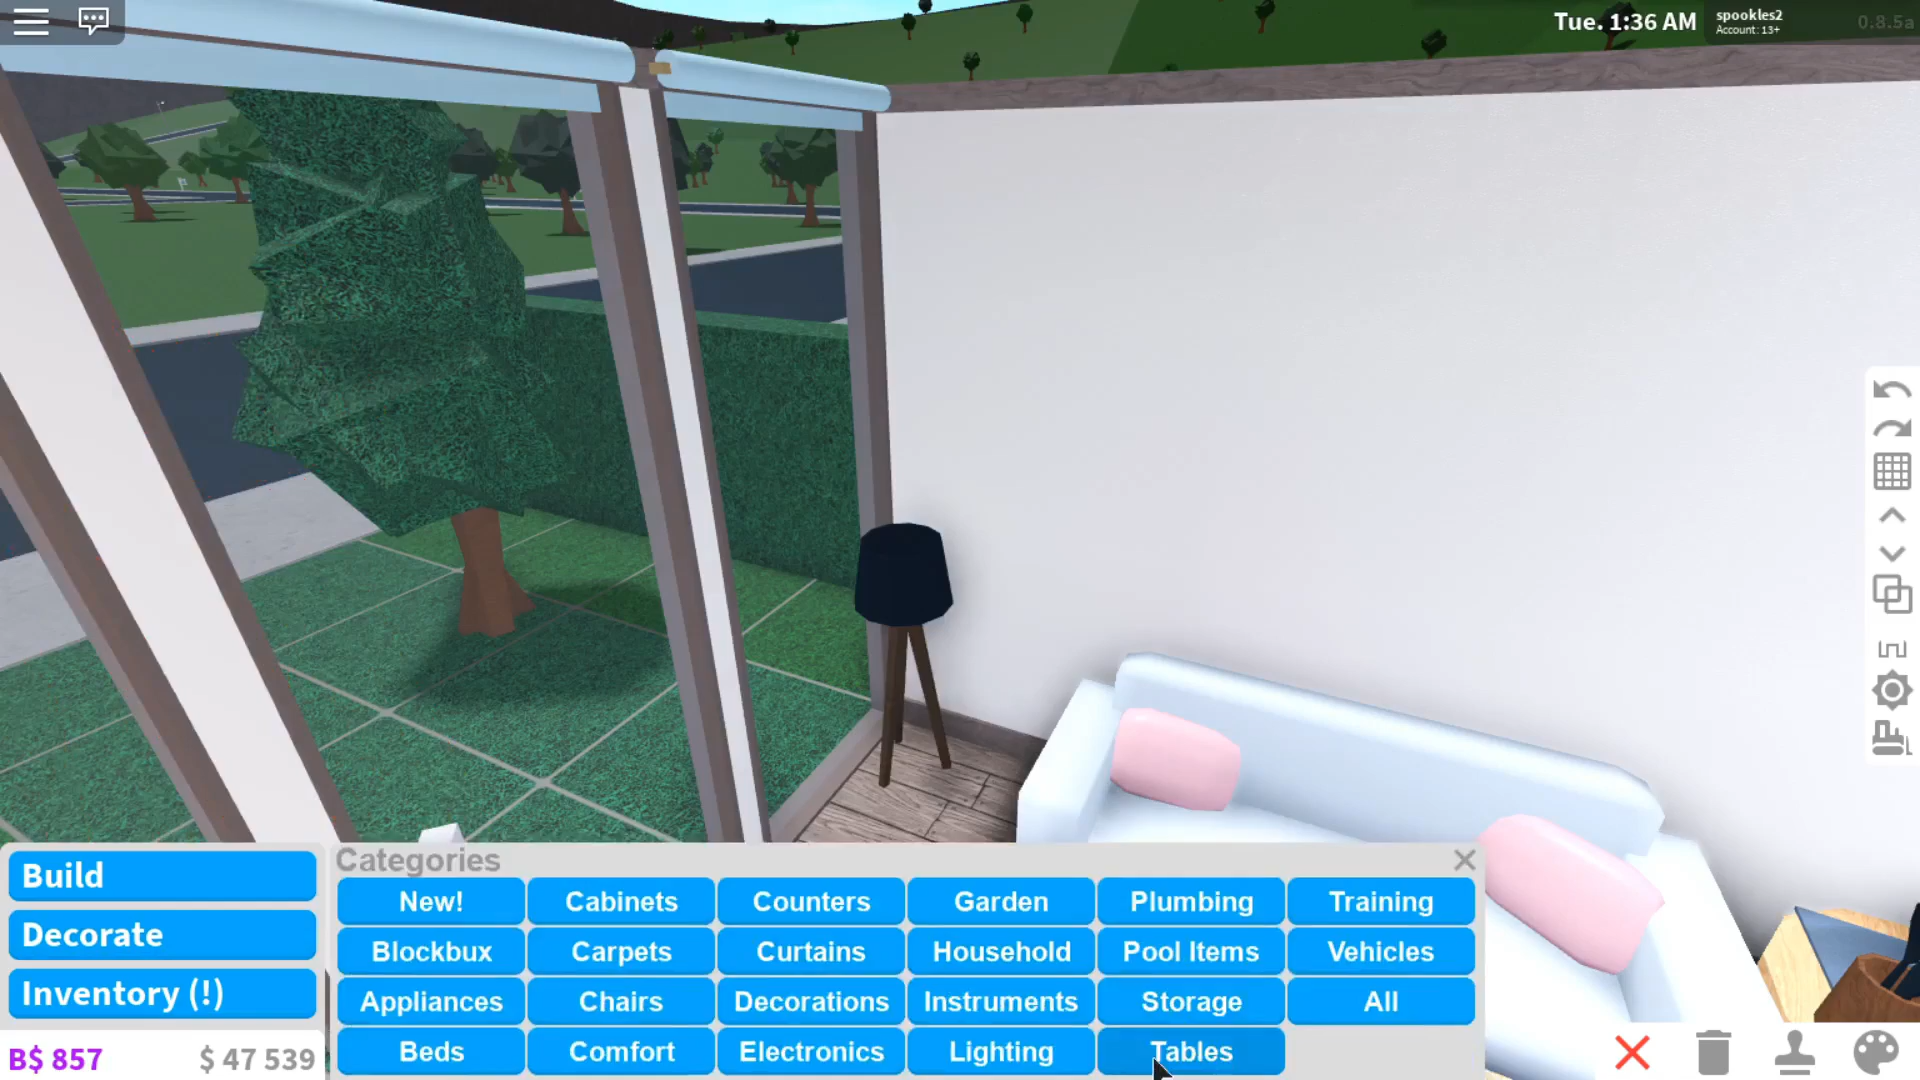 Tue. 1:36 AM
spookles2
Account: 13+
0.8.5a
Build
Decorate
Inventory (!)
B$ 857
$ 47 539
Categories
New! Cabinets Counters Garden Plumbing Training
Blockbux Carpets Curtains Household Pool Items Vehicles
Appliances Chairs Decorations Instruments Storage All
Beds Comfort Electronics Lighting Tables